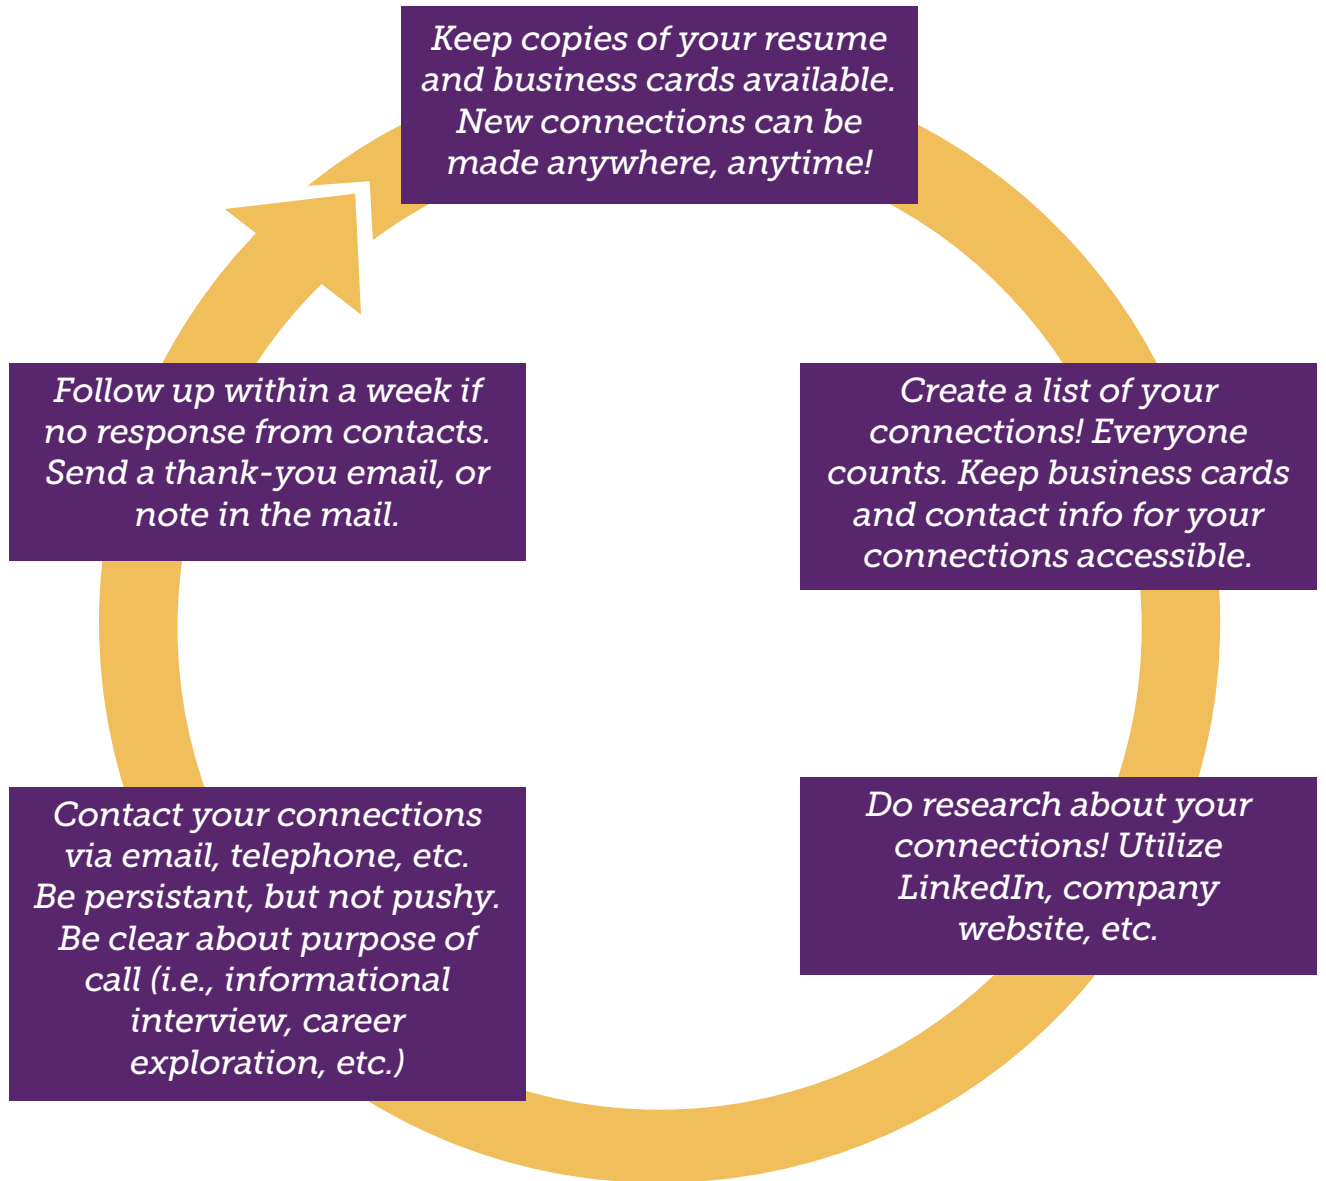 Keep copies of your resume
and business cards available.
New connections can be
made anywhere, anytime!
Create a list of your
connections! Everyone
counts. Keep business cards
and contact info for your
connections accessible.
Do research about your
connections! Utilize
LinkedIn, company
website, etc.
Contact your connections
via email, telephone, etc.
Be persistant, but not pushy.
Be clear about purpose of
call (i.e., informational
interview, career
exploration, etc.)
Follow up within a week if
no response from contacts.
Send a thank-you email, or
note in the mail.